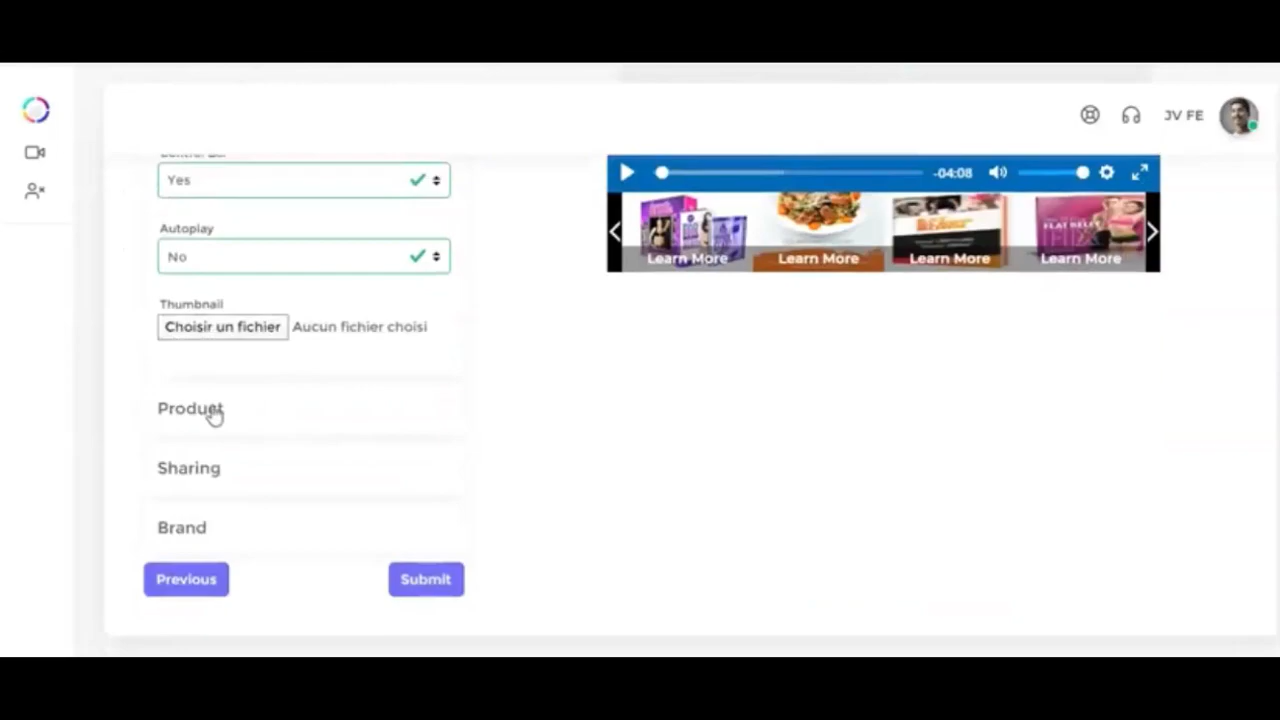 JV FE
Yes
Autoplay
No
Thumbnail
Choisir un fichier Aucun fichier choisi
Product
Sharing
Brand
Previous
Submit
-04:08
Learn More
Learn More
Learn More
Learn More